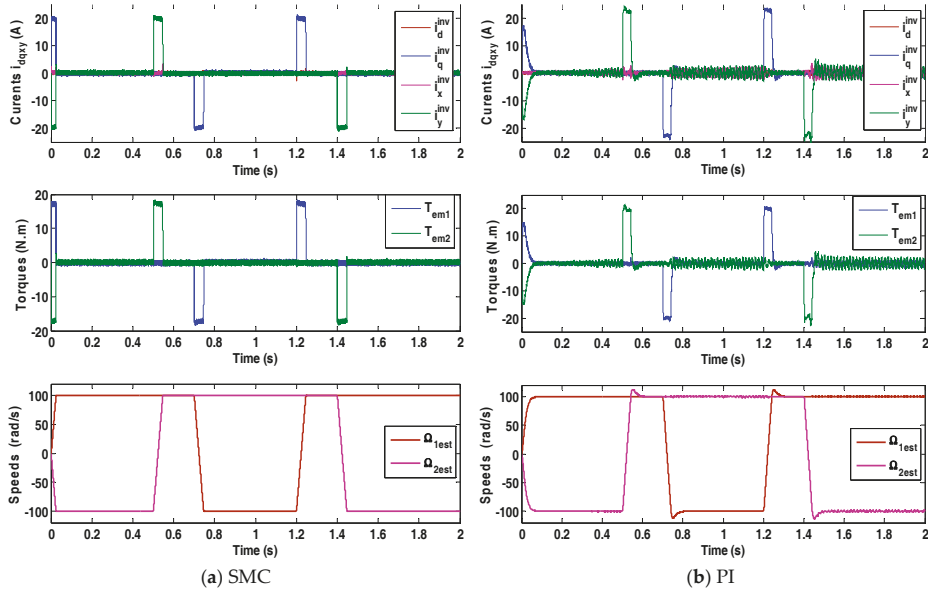 Curents i_dqxy^inv (A)
20
10
0
-10
-20
i_d^inv
i_q^inv
i_x^inv
i_y^inv
0 0.2 0.4 0.6 0.8 1 1.2 1.4 1.6 1.8 2
Time (s)
Torques (N.m)
20
10
0
-10
20
T_em1
T_em2
0 0.2 0.4 0.6 0.8 1 1.2 1.4 1.6 1.8 2
Time (s)
Speeds (rad/s)
100
50
0
-50
-100
Ω_1est
Ω_2est
0 0.2 0.4 0.6 0.8 1 1.2 1.4 1.6 1.8 2
Time (s)
(a) SMC
Curents i_dqxy^inv (A)
20
10
0
-10
-20
i_d^inv
i_q^inv
i_x^inv
i_y^inv
0 0.2 0.4 0.6 0.8 1 1.2 1.4 1.6 1.8 2
Time (s)
Torques (N.m)
20
10
0
-10
-20
T_em1
T_em2
0 0.2 0.4 0.6 0.8 1 1.2 1.4 1.6 1.8 2
Time (s)
Speeds (rad/s)
100
50
0
-50
-100
Ω_1est
Ω_2est
0 0.2 0.4 0.6 0.8 1 1.2 1.4 1.6 1.8 2
Time (s)
(b) PI